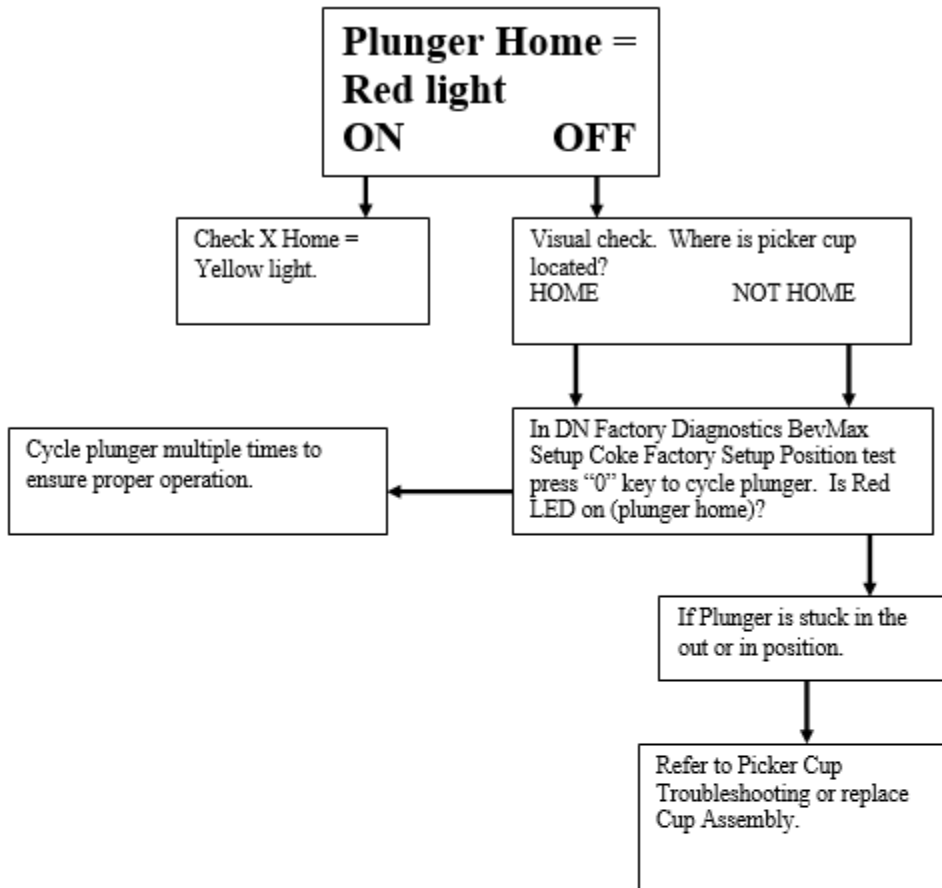 Plunger Home =
Red light
ON OFF
Check X Home =
Yellow light.
Visual check. Where is picker cup
located?
HOME NOT HOME
Cycle plunger multiple times to
ensure proper operation.
In DN Factory Diagnostics BevMax
Setup Coke Factory Setup Position test
press “0” key to cycle plunger. Is Red
LED on (plunger home)?
If Plunger is stuck in the
out or in position.
Refer to Picker Cup
Troubleshooting or replace
Cup Assembly.